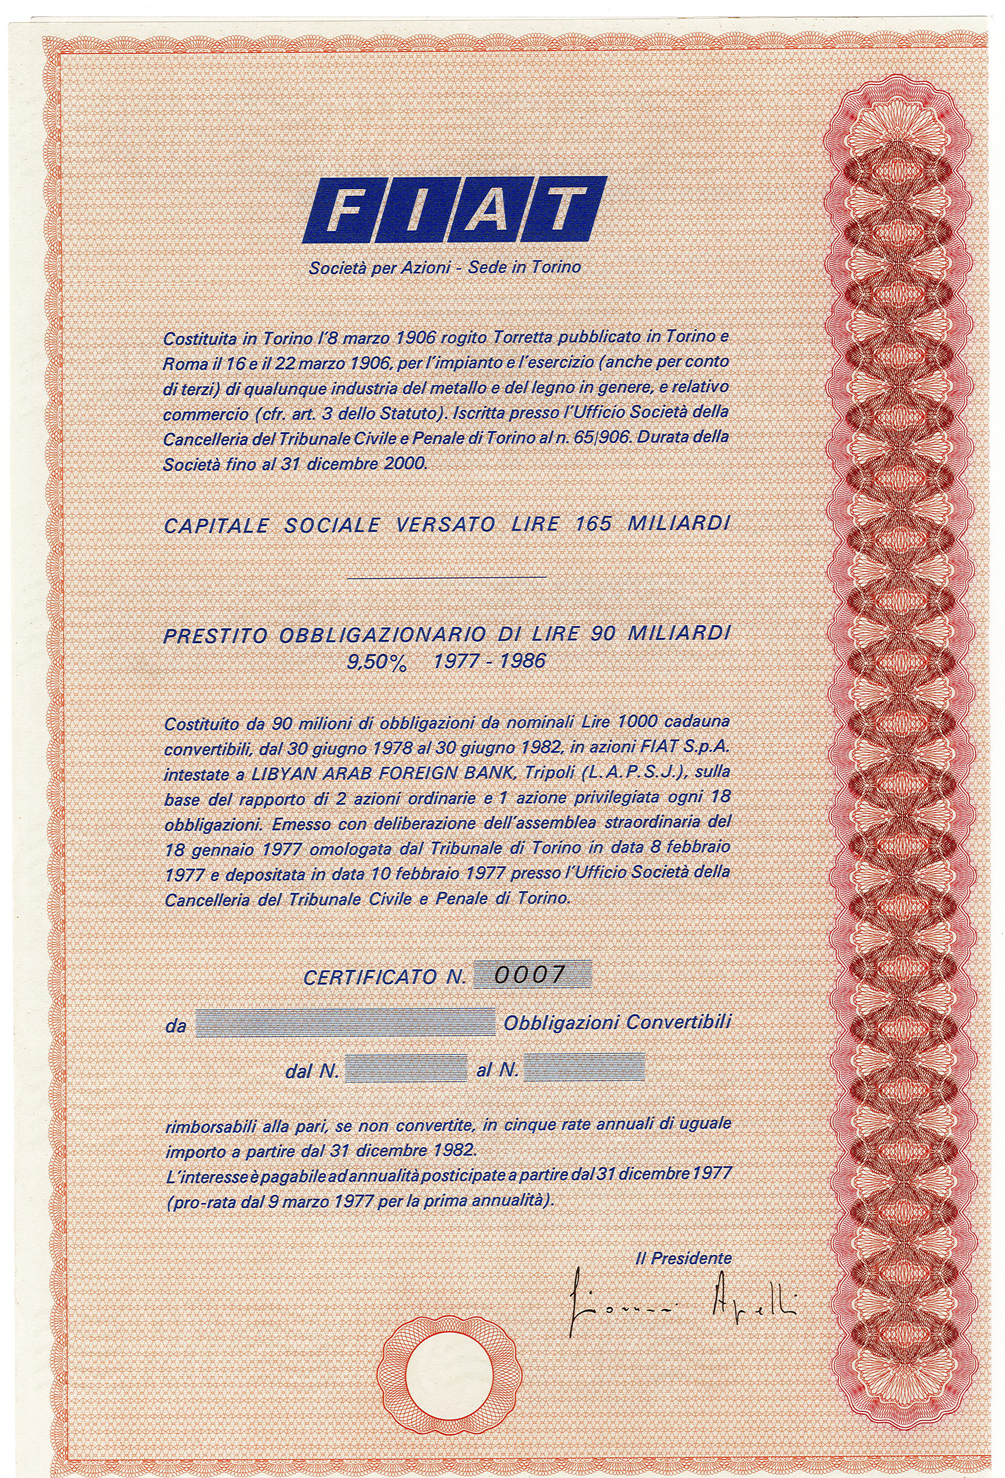 FIAT
Società per Azioni - Sede in Torino
Costituita in Torino l'8 marzo 1906 rogito Torretta pubblicato in Torino e
Roma il 16 e il 22 marzo 1906, per l'impianto e l'esercizio (anche per conto
di terzi) di qualunque industria del metallo e del legno in genere, e relativo
commercio (cfr. art. 3 dello Statuto). Iscritta presso l'Ufficio Società della
Cancelleria del Tribunale Civile e Penale di Torino al n. 65/906. Durata della
Società fino al 31 dicembre 2000.
CAPITALE SOCIALE VERSATO LIRE 165 MILIARDI
PRESTITO OBBLIGAZIONARIO DI LIRE 90 MILIARDI
9,50% 1977 - 1986
Costituito da 90 milioni di obbligazioni da nominali Lire 1000 cadauna
convertibili, dal 30 giugno 1978 al 30 giugno 1982, in azioni FIAT S.p.A.
intestate a LIBYAN ARAB FOREIGN BANK, Tripoli (L.A.P.S.J.), sulla
base del rapporto di 2 azioni ordinarie e 1 azione privilegiata ogni 18
obbligazioni. Emesso con deliberazione dell'assemblea straordinaria del
18 gennaio 1977 omologata dal Tribunale di Torino in data 8 febbraio
1977 e depositata in data 10 febbraio 1977 presso l'Ufficio Società della
Cancelleria del Tribunale Civile e Penale di Torino.
CERTIFICATO N. 0007
da Obbligazioni Convertibili
dal N. al N.
rimborsabili alla pari, se non convertite, in cinque rate annuali di uguale
importo a partire dal 31 dicembre 1982.
L'interesse è pagabile ad annualità posticipate a partire dal 31 dicembre 1977
(pro-rata dal 9 marzo 1977 per la prima annualità).
Il Presidente